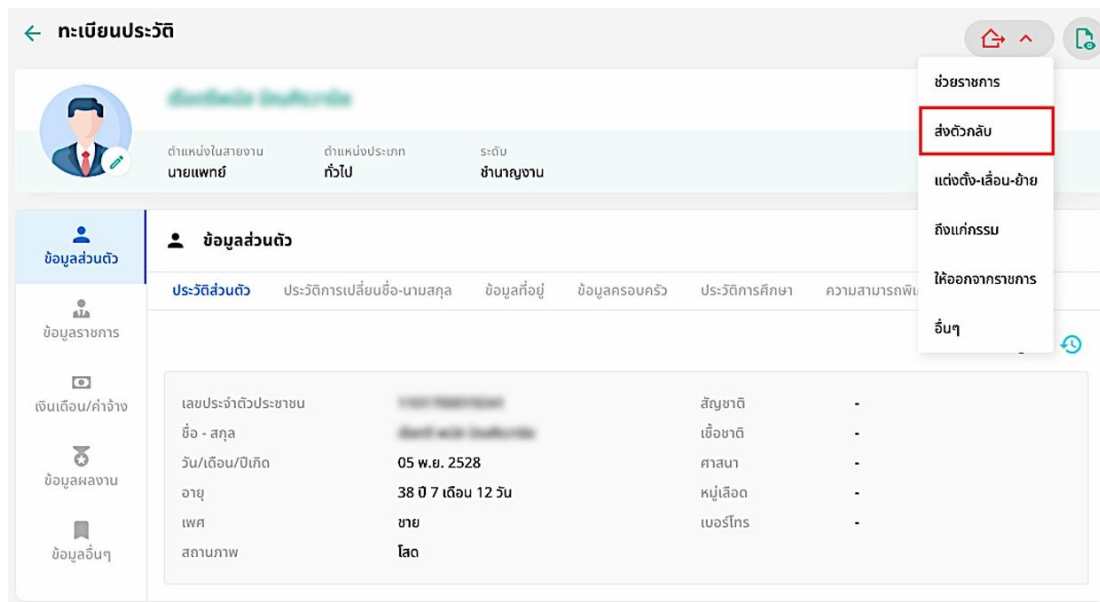 ทะเบียนประวัติ
ช่วยราชการ
ส่งตัวกลับ
แต่งตั้ง-เลื่อน-ย้าย
ถึงแก่กรรม
ให้ออกจากราชการ
อื่นๆ
ตำแหน่งในสายงาน ตำแหน่งประเภท ระดับ
นายแพทย์ ทั่วไป ชำนาญงาน
ข้อมูลส่วนตัว
ข้อมูลราชการ
เงินเดือน/ค่าจ้าง
ข้อมูลผลงาน
ข้อมูลอื่นๆ
ข้อมูลส่วนตัว
ประวัติส่วนตัว ประวัติการเปลี่ยนชื่อ-นามสกุล ข้อมูลที่อยู่ ข้อมูลครอบครัว ประวัติการศึกษา
เลขประจำตัวประชาชน สัญชาติ -
ชื่อ - สกุล เชื้อชาติ -
วัน/เดือน/ปีเกิด 05 พ.ย. 2528 ศาสนา -
อายุ 38 ปี 7 เดือน 12 วัน หมู่เลือด -
เพศ ชาย เบอร์โทร -
สถานภาพ โสด